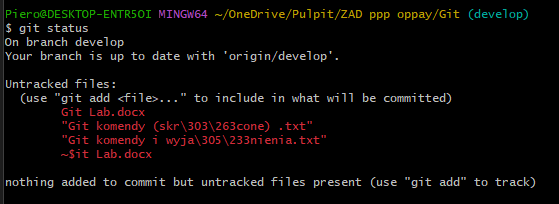 Piero@DESKTOP-ENTR5OI MINGW64 ~/OneDrive/Pulpit/ZAD ppp oppay/Git (develop)
$ git status
On branch develop
Your branch is up to date with 'origin/develop'.
Untracked files:
(use "git add <file>..." to include in what will be committed)
Git Lab.docx
"Git komendy (skr\303\263cone) .txt"
"Git komendy i wyja\305\233nienia.txt"
~$it Lab.docx
nothing added to commit but untracked files present (use "git add" to track)